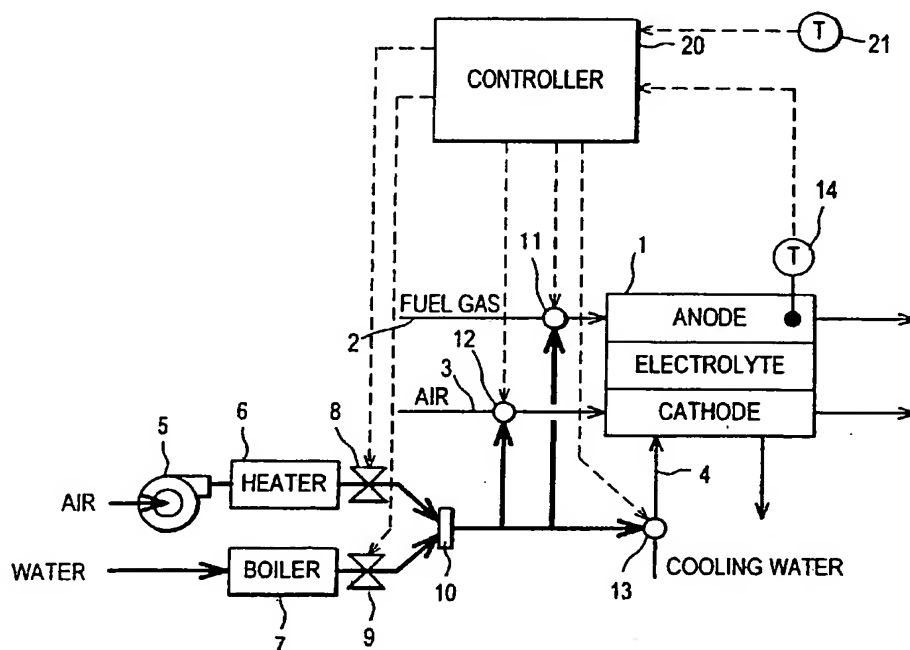 CONTROLLER
20
T
21
14
T
11
1
FUEL GAS
ANODE
2
12
ELECTROLYTE
3
AIR
CATHODE
5
6
8
4
HEATER
AIR
WATER
BOILER
10
13
COOLING WATER
7
9